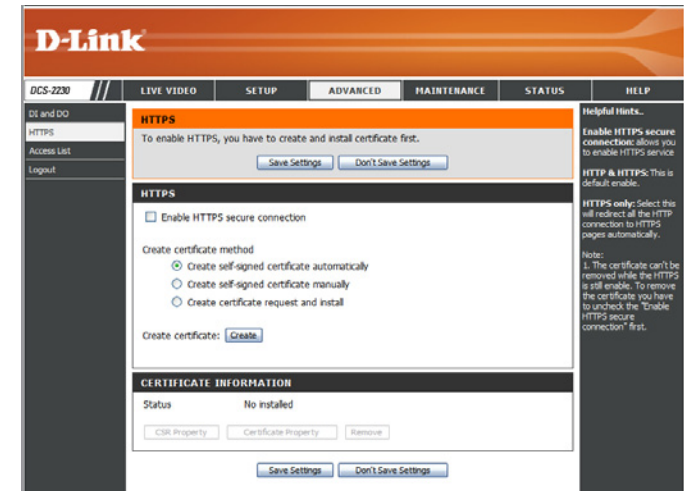 D-Link
DCS-2230
LIVE VIDEO
SETUP
ADVANCED
MAINTENANCE
STATUS
HELP
DI and DO
HTTPS
Access List
Logout
HTTPS
To enable HTTPS, you have to create and install certificate first.
Save Settings
Don't Save Settings
HTTPS
Enable HTTPS secure connection
Create certificate method
Create self-signed certificate automatically
Create self-signed certificate manually
Create certificate request and install
Create certificate:
Create
CERTIFICATE INFORMATION
Status
No installed
CSR Property
Certificate Property
Remove
Save Settings
Don't Save Settings
Helpful Hints..
Enable HTTPS secure
connection: allows you
to enable HTTPS service
HTTP & HTTPS: This is
default enable.
HTTPS only: Select this
will redirect all the HTTP
connection to HTTPS
pages automatically.
Note:
1. The certificate can't be
removed while the HTTPS
is still enable. To remove
the certificate you have
to uncheck the "Enable
HTTPS secure
connection" first.